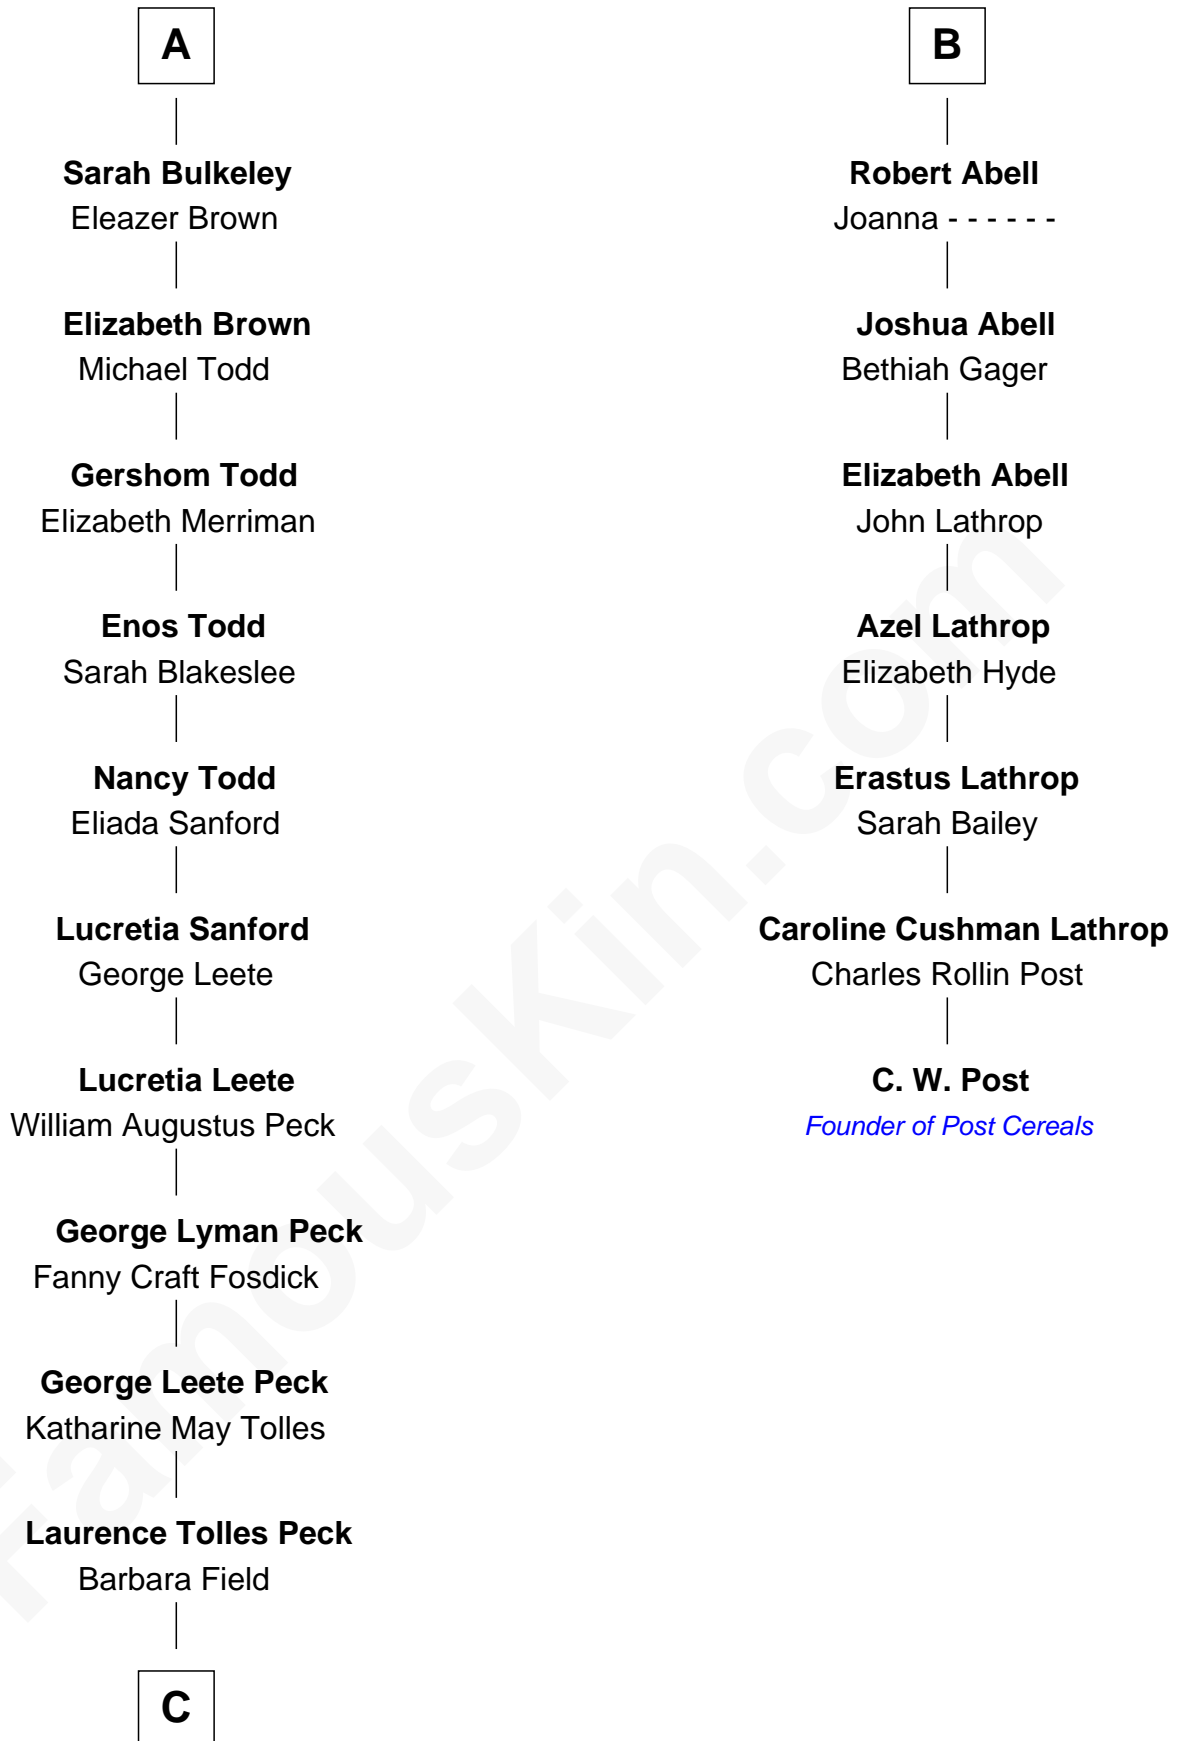 A
Sarah Bulkeley
Eleazer Brown
Elizabeth Brown
Michael Todd
Gershom Todd
Elizabeth Merriman
Enos Todd
Sarah Blakeslee
Nancy Todd
Eliada Sanford
Lucretia Sanford
George Leete
Lucretia Leete
William Augustus Peck
George Lyman Peck
Fanny Craft Fosdick
George Leete Peck
Katharine May Tolles
Laurence Tolles Peck
Barbara Field
C
B
Robert Abell
Joanna - - - - - -
Joshua Abell
Bethiah Gager
Elizabeth Abell
John Lathrop
Azel Lathrop
Elizabeth Hyde
Erastus Lathrop
Sarah Bailey
Caroline Cushman Lathrop
Charles Rollin Post
C. W. Post
Founder of Post Cereals
FamousKin.com